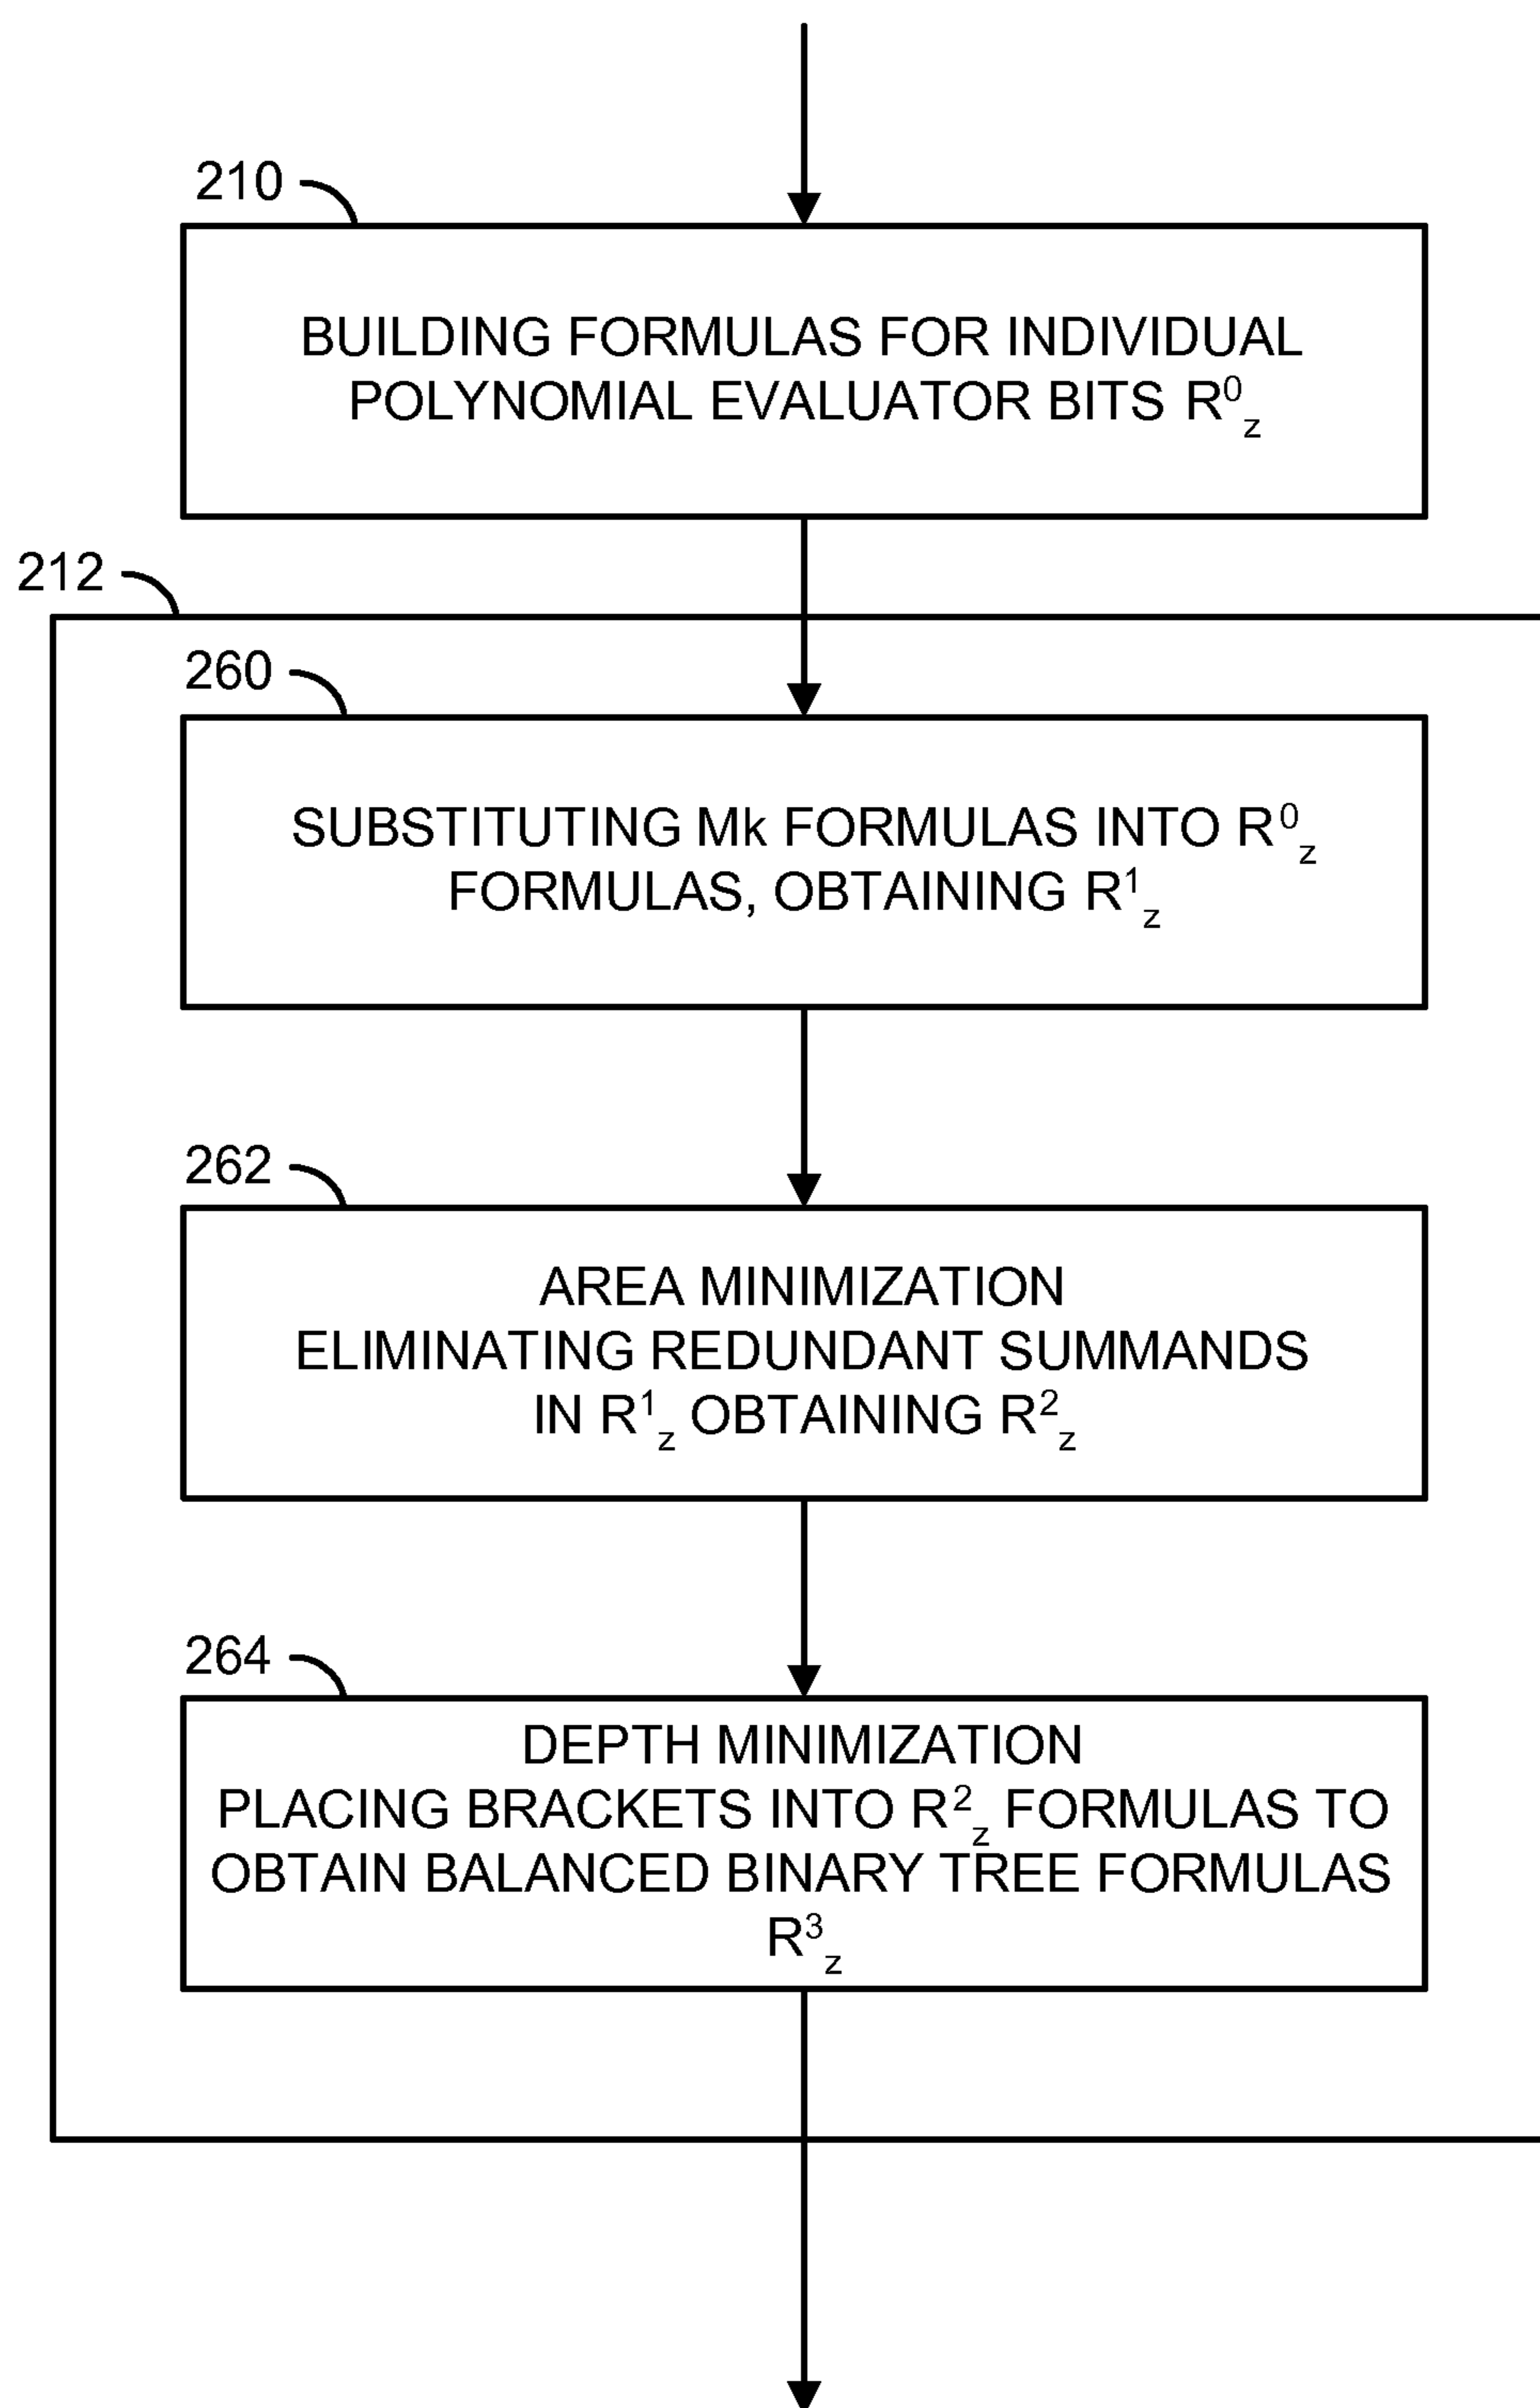 210
BUILDING FORMULAS FOR INDIVIDUAL
POLYNOMIAL EVALUATOR BITS R⁰z
212
260
SUBSTITUTING Mk FORMULAS INTO R⁰z
FORMULAS, OBTAINING R¹z
262
AREA MINIMIZATION
ELIMINATING REDUNDANT SUMMANDS
IN R¹z OBTAINING R²z
264
DEPTH MINIMIZATION
PLACING BRACKETS INTO R²z FORMULAS TO
OBTAIN BALANCED BINARY TREE FORMULAS
R³z